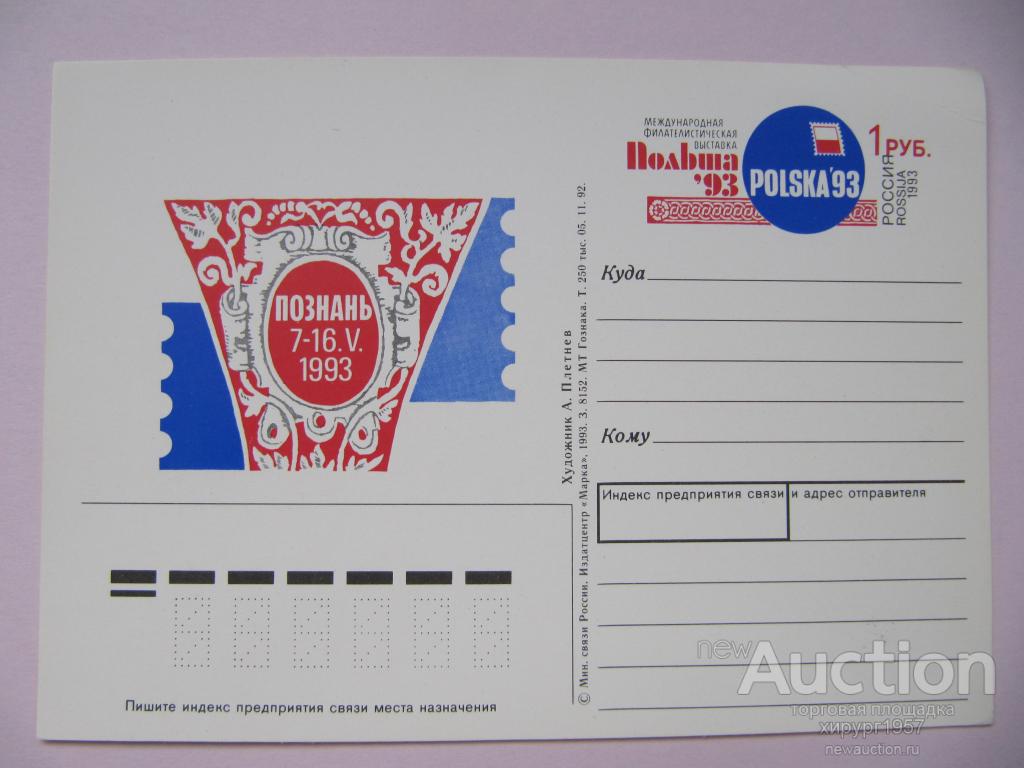 МЕЖДУНАРОДНАЯ
ФИЛАТЕЛИСТИЧЕСКАЯ
ВЫСТАВКА
Польша
'93
POLSKA'93
1 РУБ.
РОССИЯ
ROSSIJA
1993
ПОЗНАНЬ
7-16.V.
1993
Куда
Кому
Индекс предприятия связи и адрес отправителя
Художник А. Плетнев
© Мин. связи России. Издатцентр «Марка», 1993. З. 8152. МТ Гознака. Т. 250 тыс. 05. 11. 92.
Пишите индекс предприятия связи места назначения
newAuction
торговая площадка
хирург1957
newauction.ru